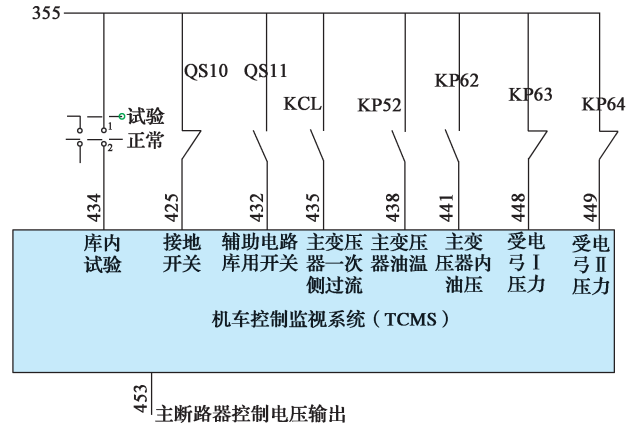 355
QS10
QS11
KCL
KP52
KP62
KP63
KP64
试验
1
正常
2
434
425
432
435
438
441
448
449
库内
试验
接地
开关
辅助电路
库用开关
主变压
器一次
侧过流
主变压
器油温
主变
压器内
油压
受电
弓Ⅰ
压力
受电
弓Ⅱ
压力
机车控制监视系统（TCMS）
453
主断路器控制电压输出